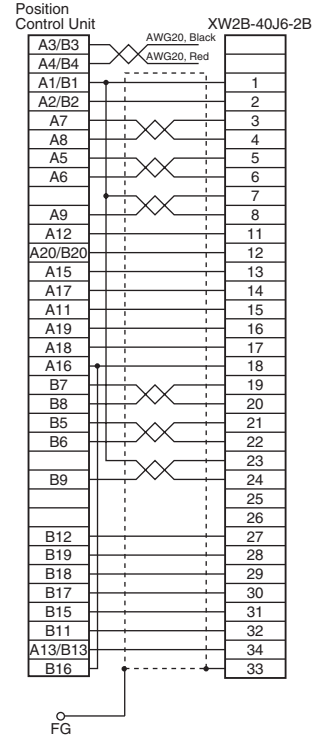 Position
Control Unit XW2B-40J6-2B
A3/B3 AWG20, Black
A4/B4 AWG20, Red
A1/B1 1
A2/B2 2
A7 3
A8 4
A5 5
A6 6
7
A9 8
A12 11
A20/B20 12
A15 13
A17 14
A11 15
A19 16
A18 17
A16 18
B7 19
B8 20
B5 21
B6 22
23
B9 24
25
26
B12 27
B19 28
B18 29
B17 30
B15 31
B11 32
A13/B13 34
B16 33
FG